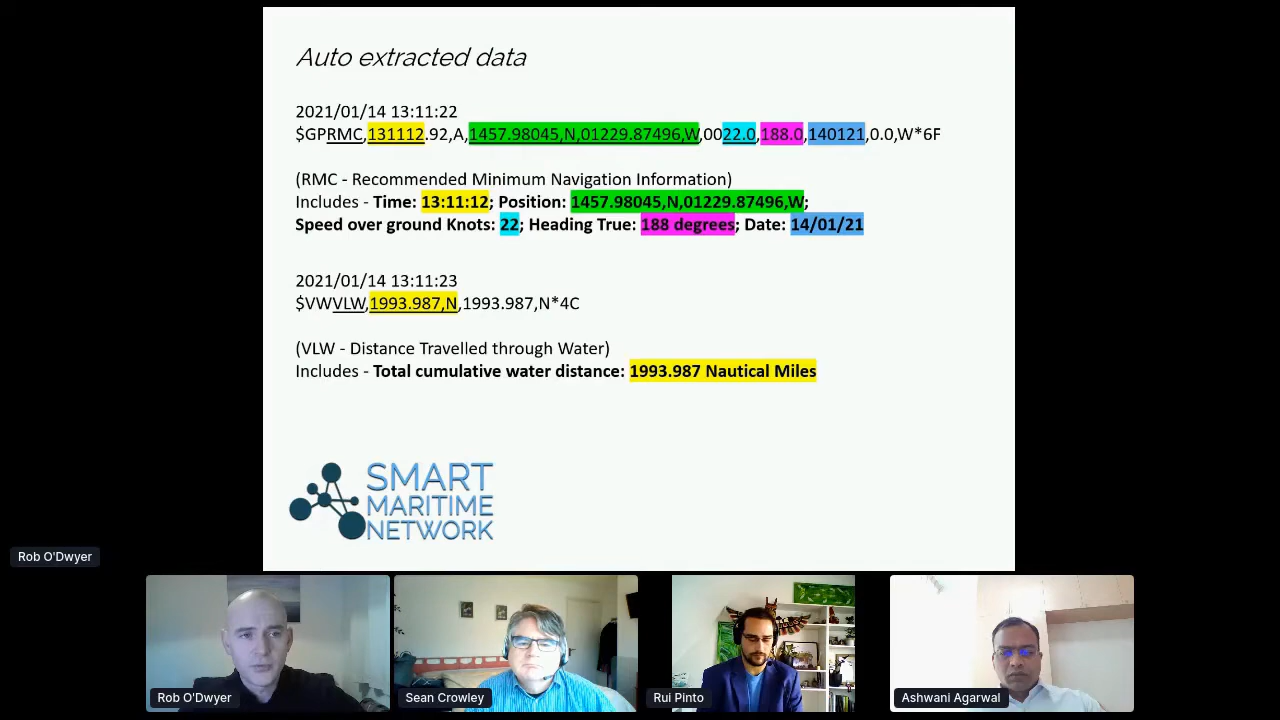 Auto extracted data
2021/01/14 13:11:22
$GPRMC,131112.92,A,1457.98045,N,01229.87496,W,0022.0,188.0,140121,0.0,W*6F
(RMC - Recommended Minimum Navigation Information)
Includes - Time: 13:11:12; Position: 1457.98045,N,01229.87496,W;
Speed over ground Knots: 22; Heading True: 188 degrees; Date: 14/01/21
2021/01/14 13:11:23
$VWVLW,1993.987,N,1993.987,N*4C
(VLW - Distance Travelled through Water)
Includes - Total cumulative water distance: 1993.987 Nautical Miles
SMART
MARITIME
NETWORK
Rob O'Dwyer
Rob O'Dwyer
Sean Crowley
Rui Pinto
Ashwani Agarwal